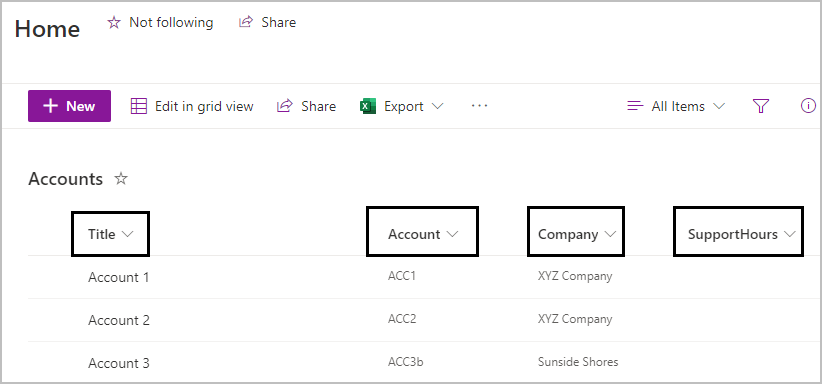 Home Not following Share
+ New Edit in grid view Share Export ... All Items
Accounts
Title Account Company SupportHours
Account 1 ACC1 XYZ Company
Account 2 ACC2 XYZ Company
Account 3 ACC3b Sunside Shores